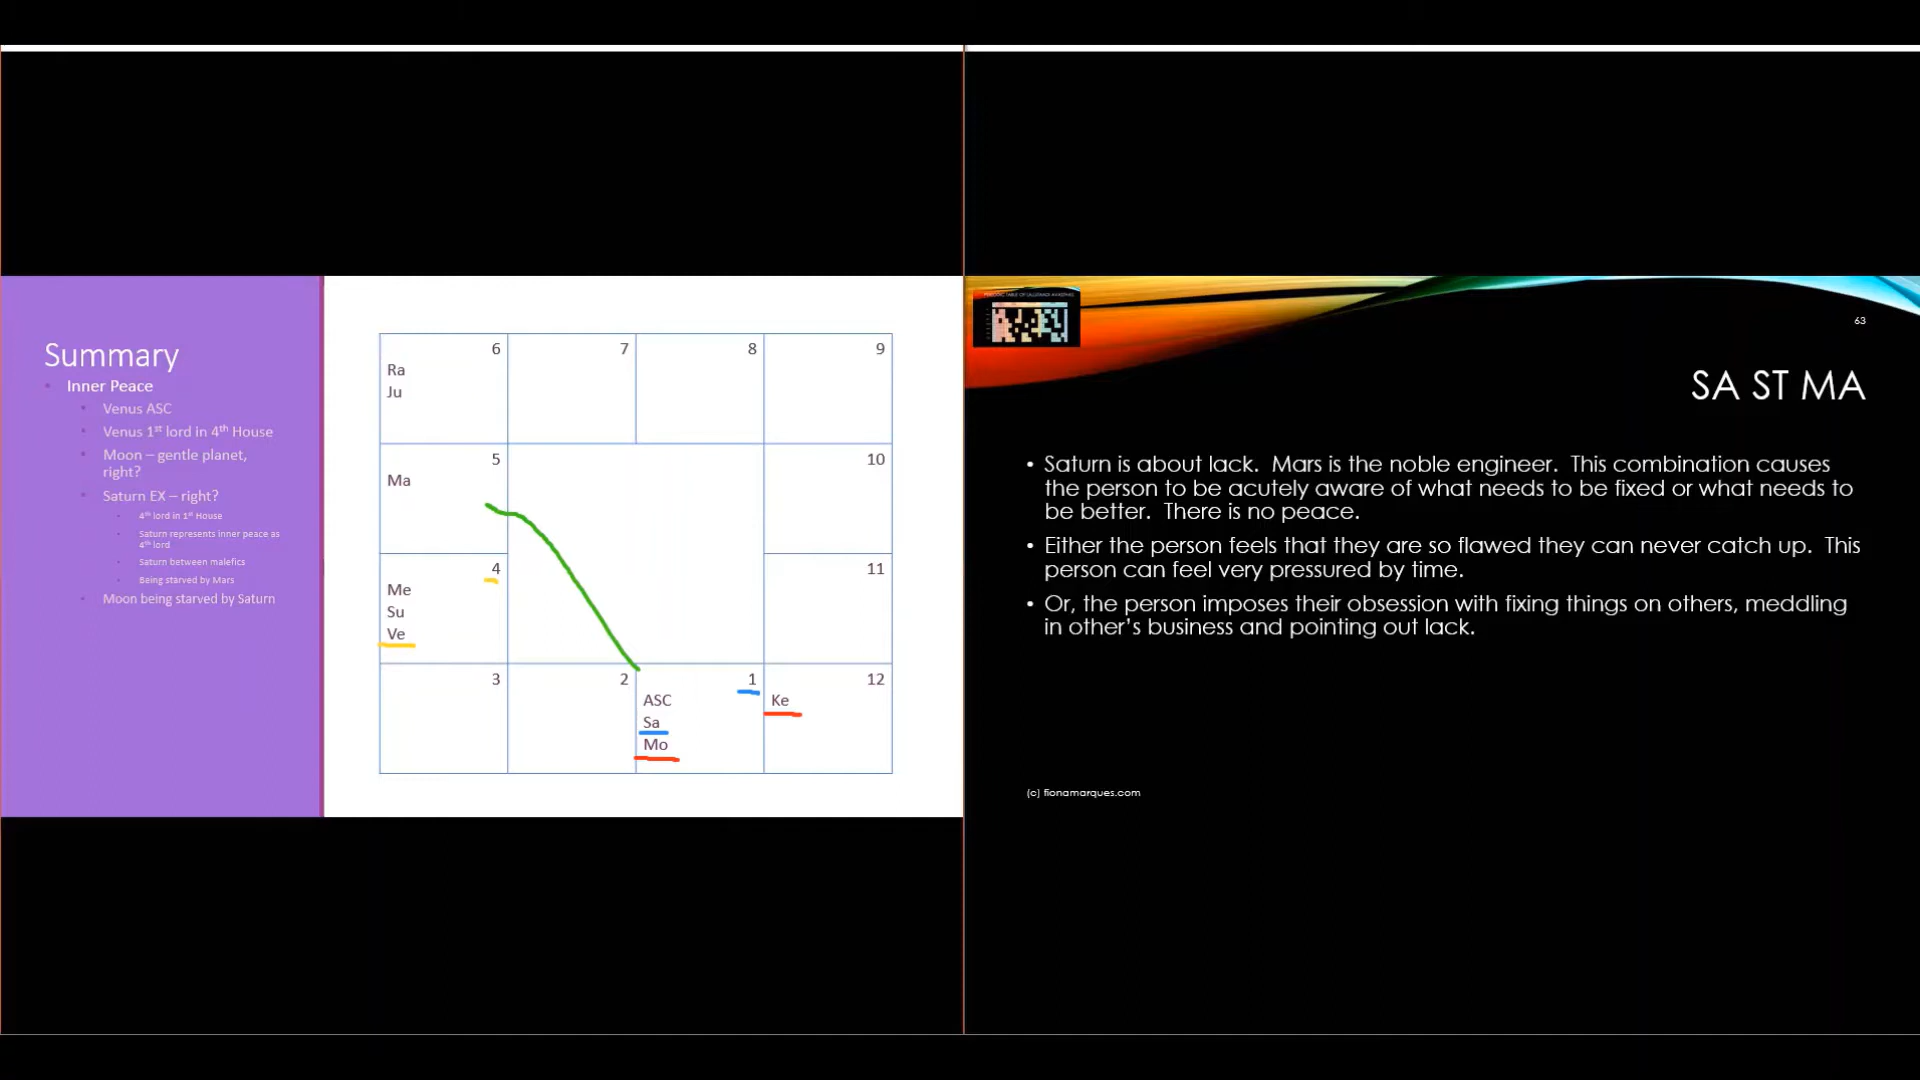 Summary
• Inner Peace
• Venus ASC
• Venus 1st lord in 4th House
• Moon – gentle planet,
right?
• Saturn EX – right?
• 4th lord in 1st House
• Saturn represents inner peace as
4th lord
• Saturn between malefics
• Being starved by Mars
• Moon being starved by Saturn
6
Ra
Ju
7
8
9
5
Ma
10
4
Me
Su
Ve
11
3
2
1
ASC
Sa
Mo
12
Ke
63
SA ST MA
• Saturn is about lack. Mars is the noble engineer. This combination causes
the person to be acutely aware of what needs to be fixed or what needs to
be better. There is no peace.
• Either the person feels that they are so flawed they can never catch up. This
person can feel very pressured by time.
• Or, the person imposes their obsession with fixing things on others, meddling
in other's business and pointing out lack.
(c) fionamarques.com